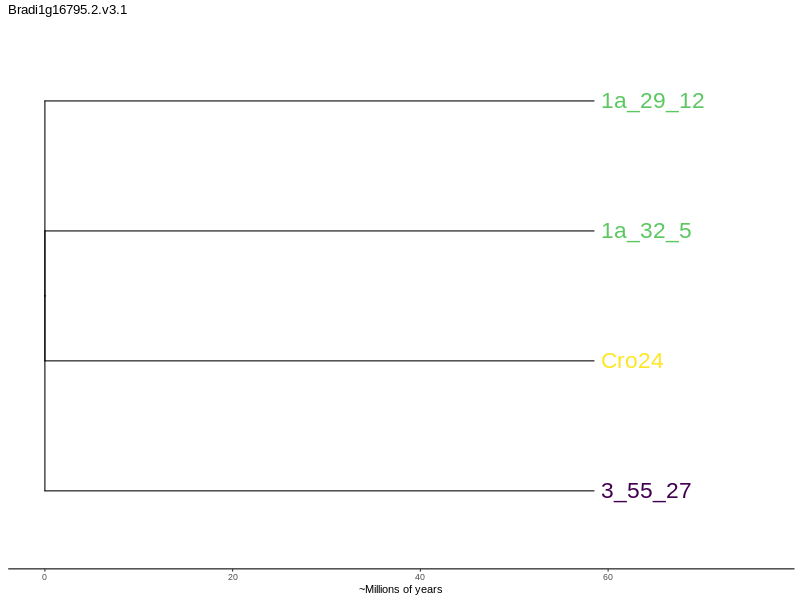 Bradi1g16795.2.v3.1
1a_29_12
1a_32_5
Cro24
3_55_27
0 20 40 60
~Millions of years